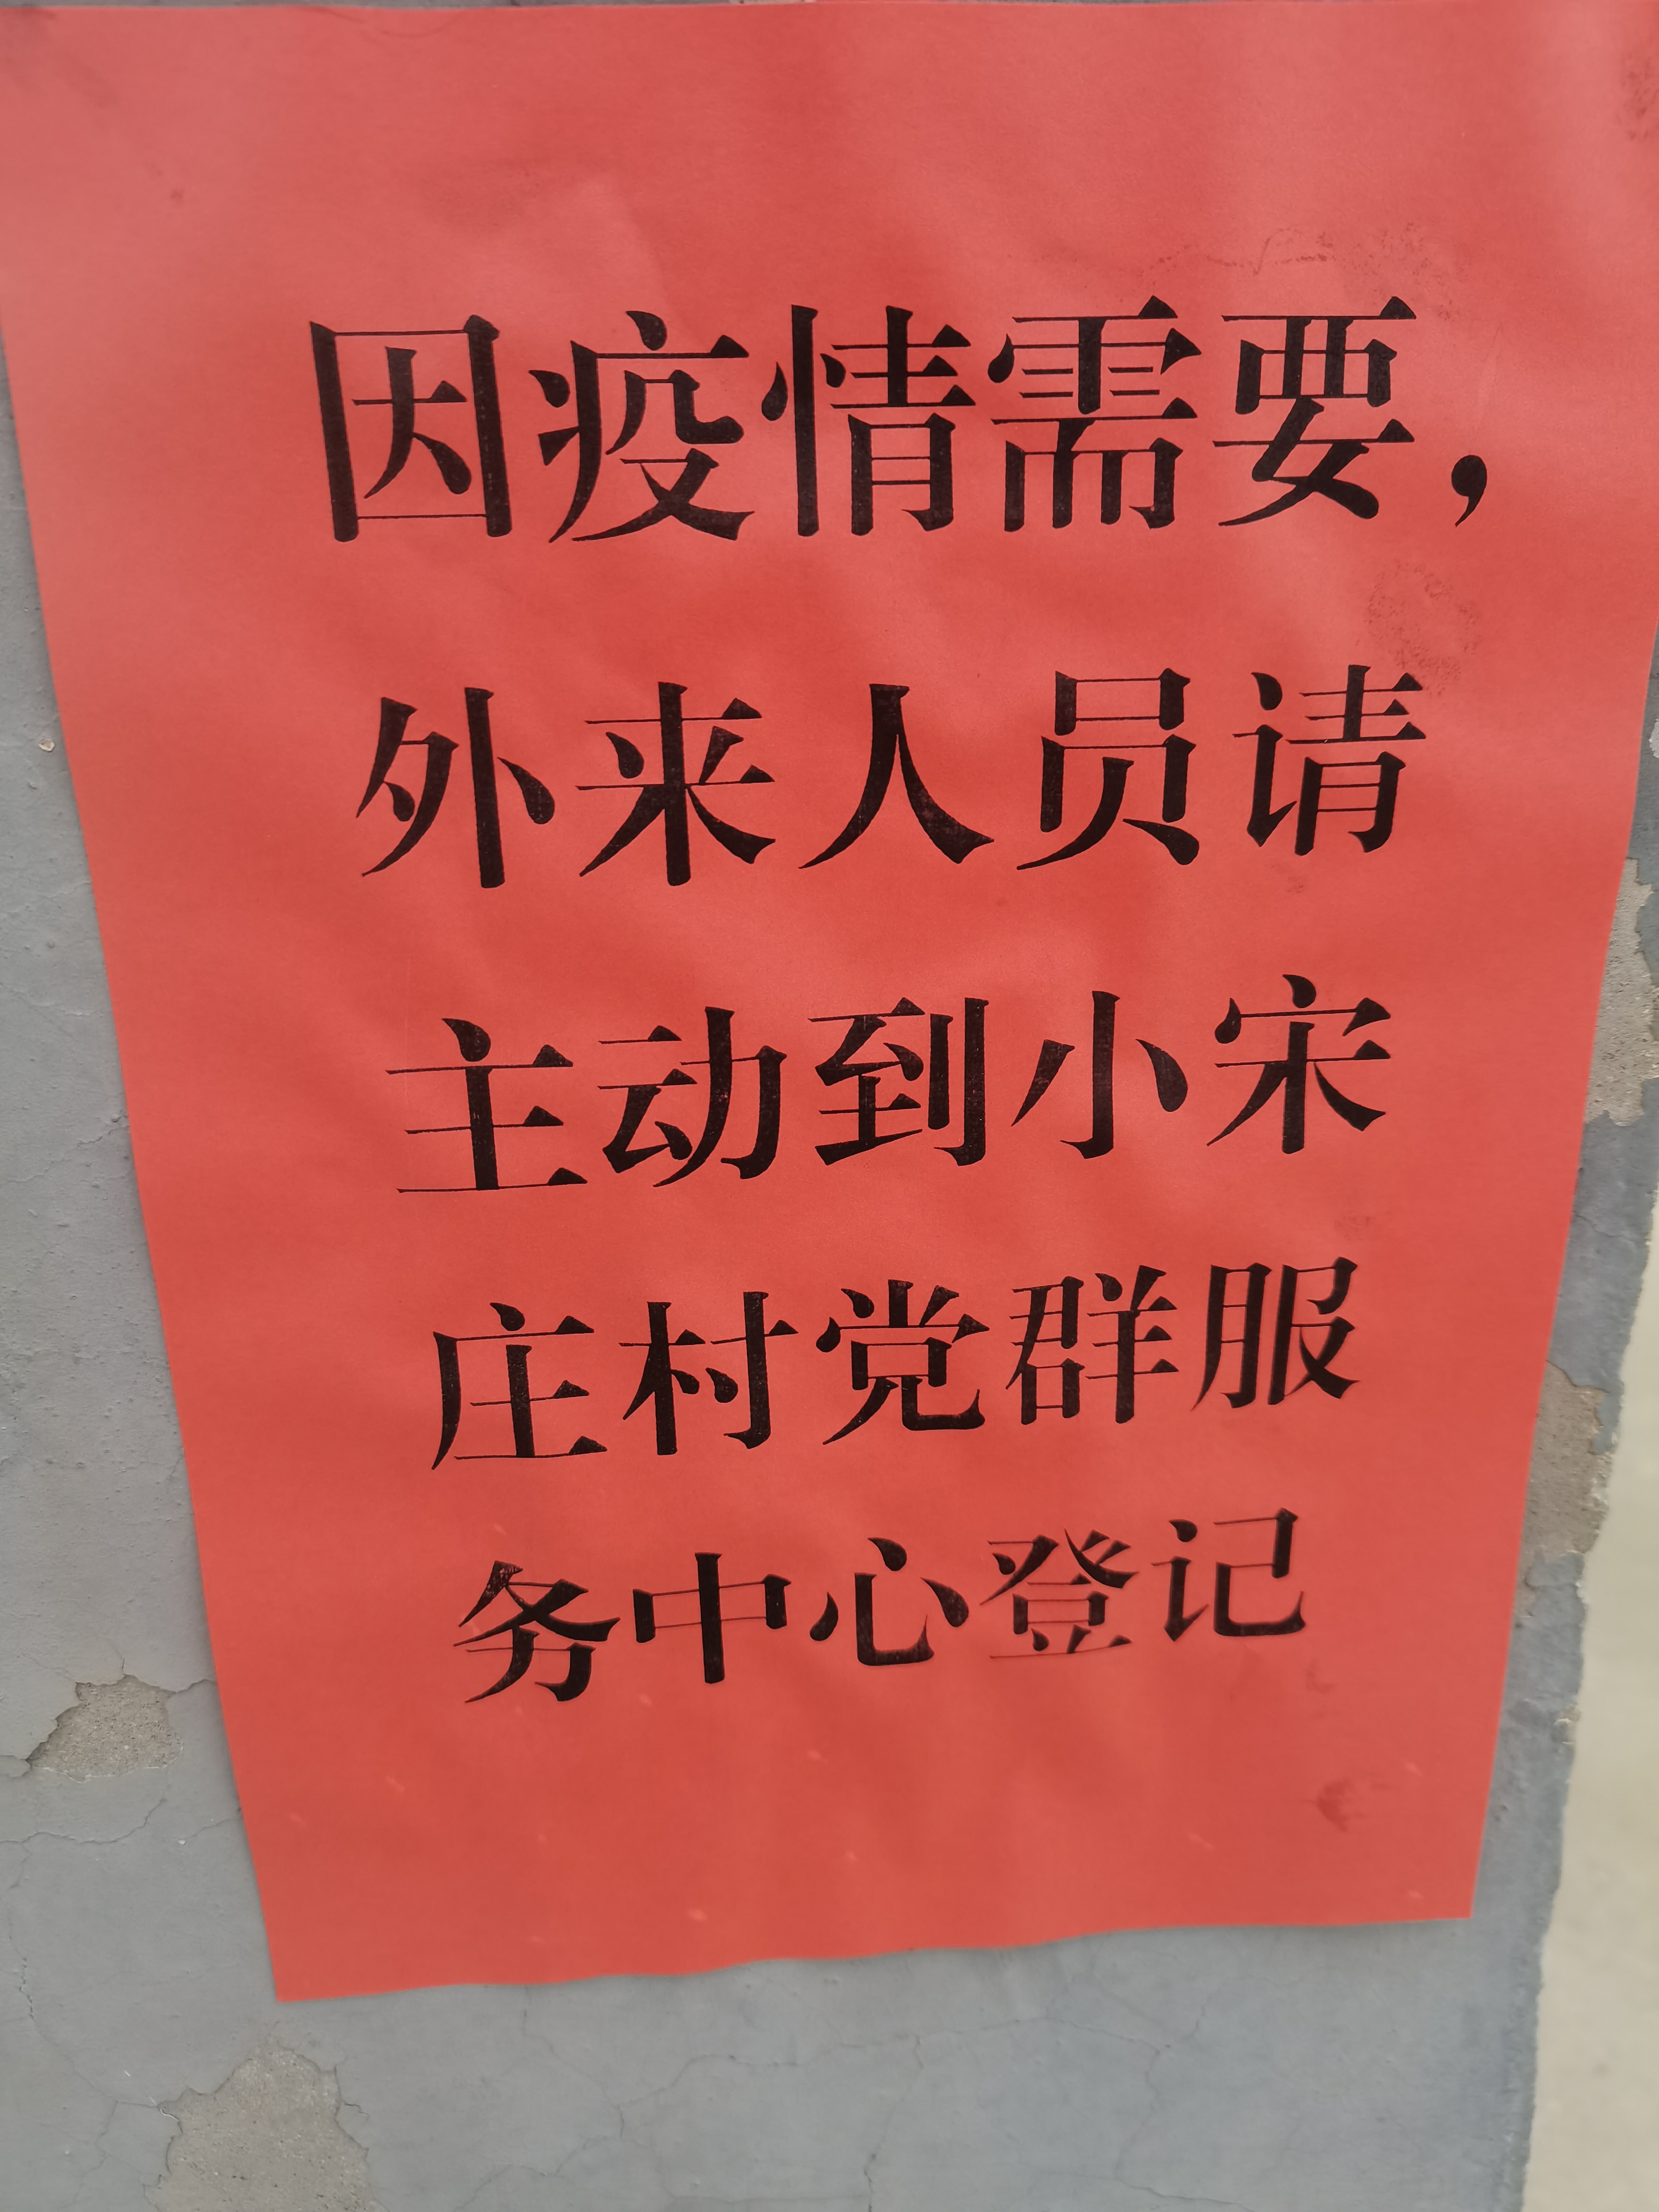 因疫情需要，
外来人员请
主动到小宋
庄村党群服
务中心登记